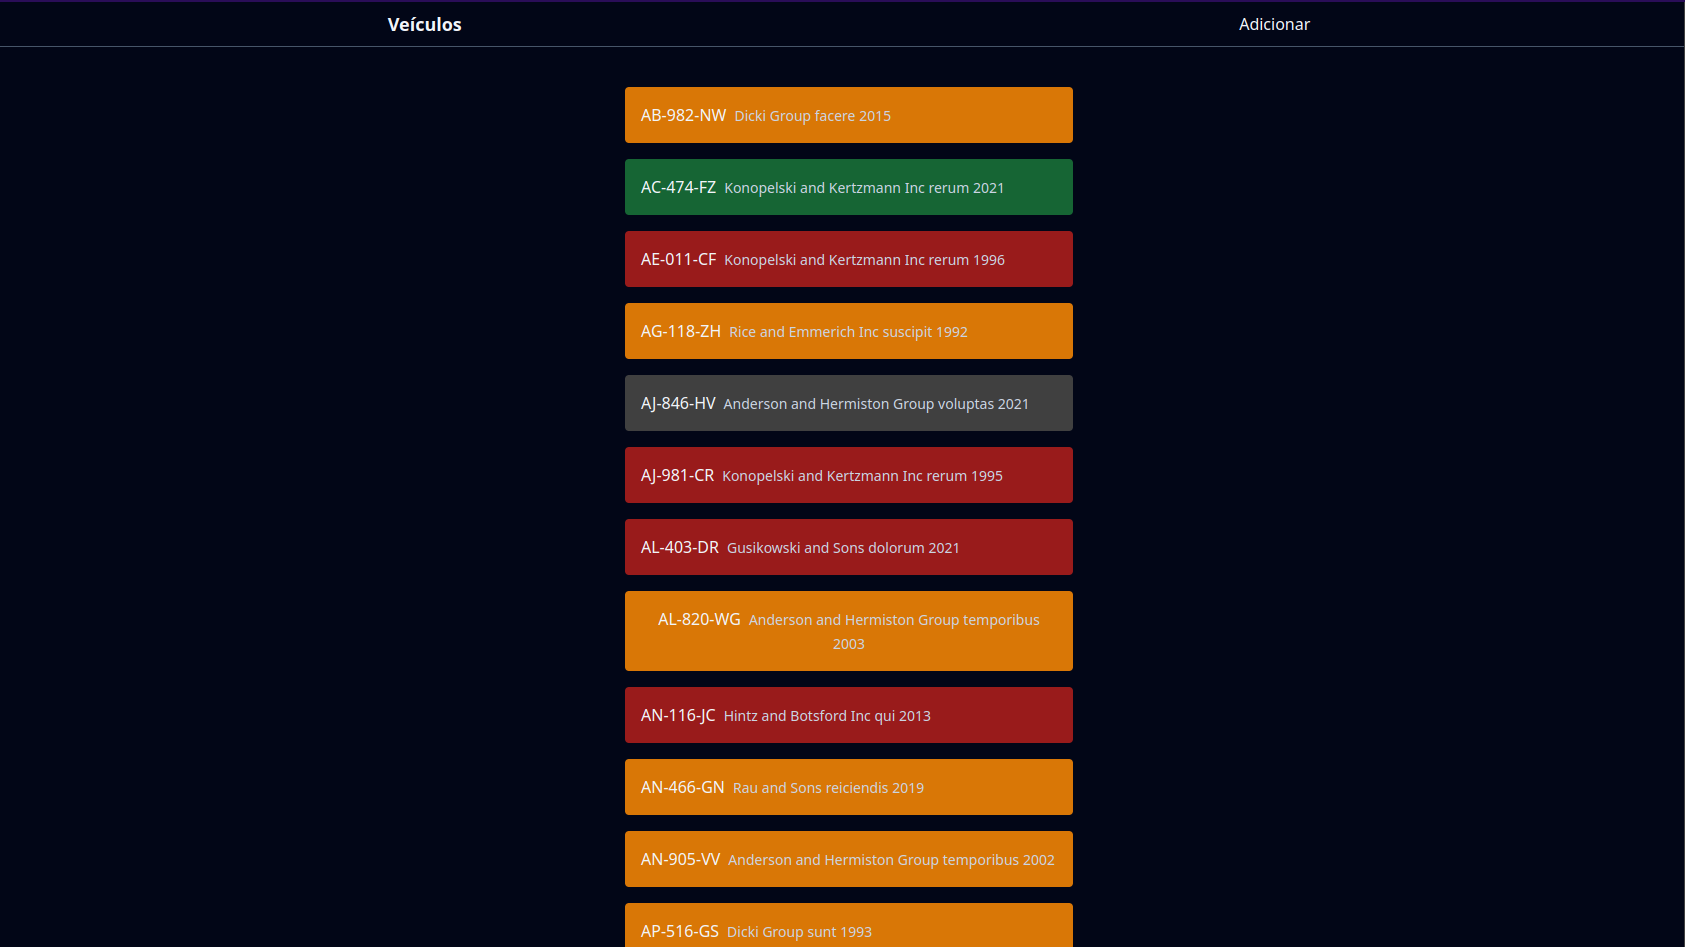 Veículos Adicionar
AB-982-NW Dicki Group facere 2015
AC-474-FZ Konopelski and Kertzmann Inc rerum 2021
AE-011-CF Konopelski and Kertzmann Inc rerum 1996
AG-118-ZH Rice and Emmerich Inc suscipit 1992
AJ-846-HV Anderson and Hermiston Group voluptas 2021
AJ-981-CR Konopelski and Kertzmann Inc rerum 1995
AL-403-DR Gusikowski and Sons dolorum 2021
AL-820-WG Anderson and Hermiston Group temporibus
2003
AN-116-JC Hintz and Botsford Inc qui 2013
AN-466-GN Rau and Sons reiciendis 2019
AN-905-VV Anderson and Hermiston Group temporibus 2002
AP-516-GS Dicki Group sunt 1993